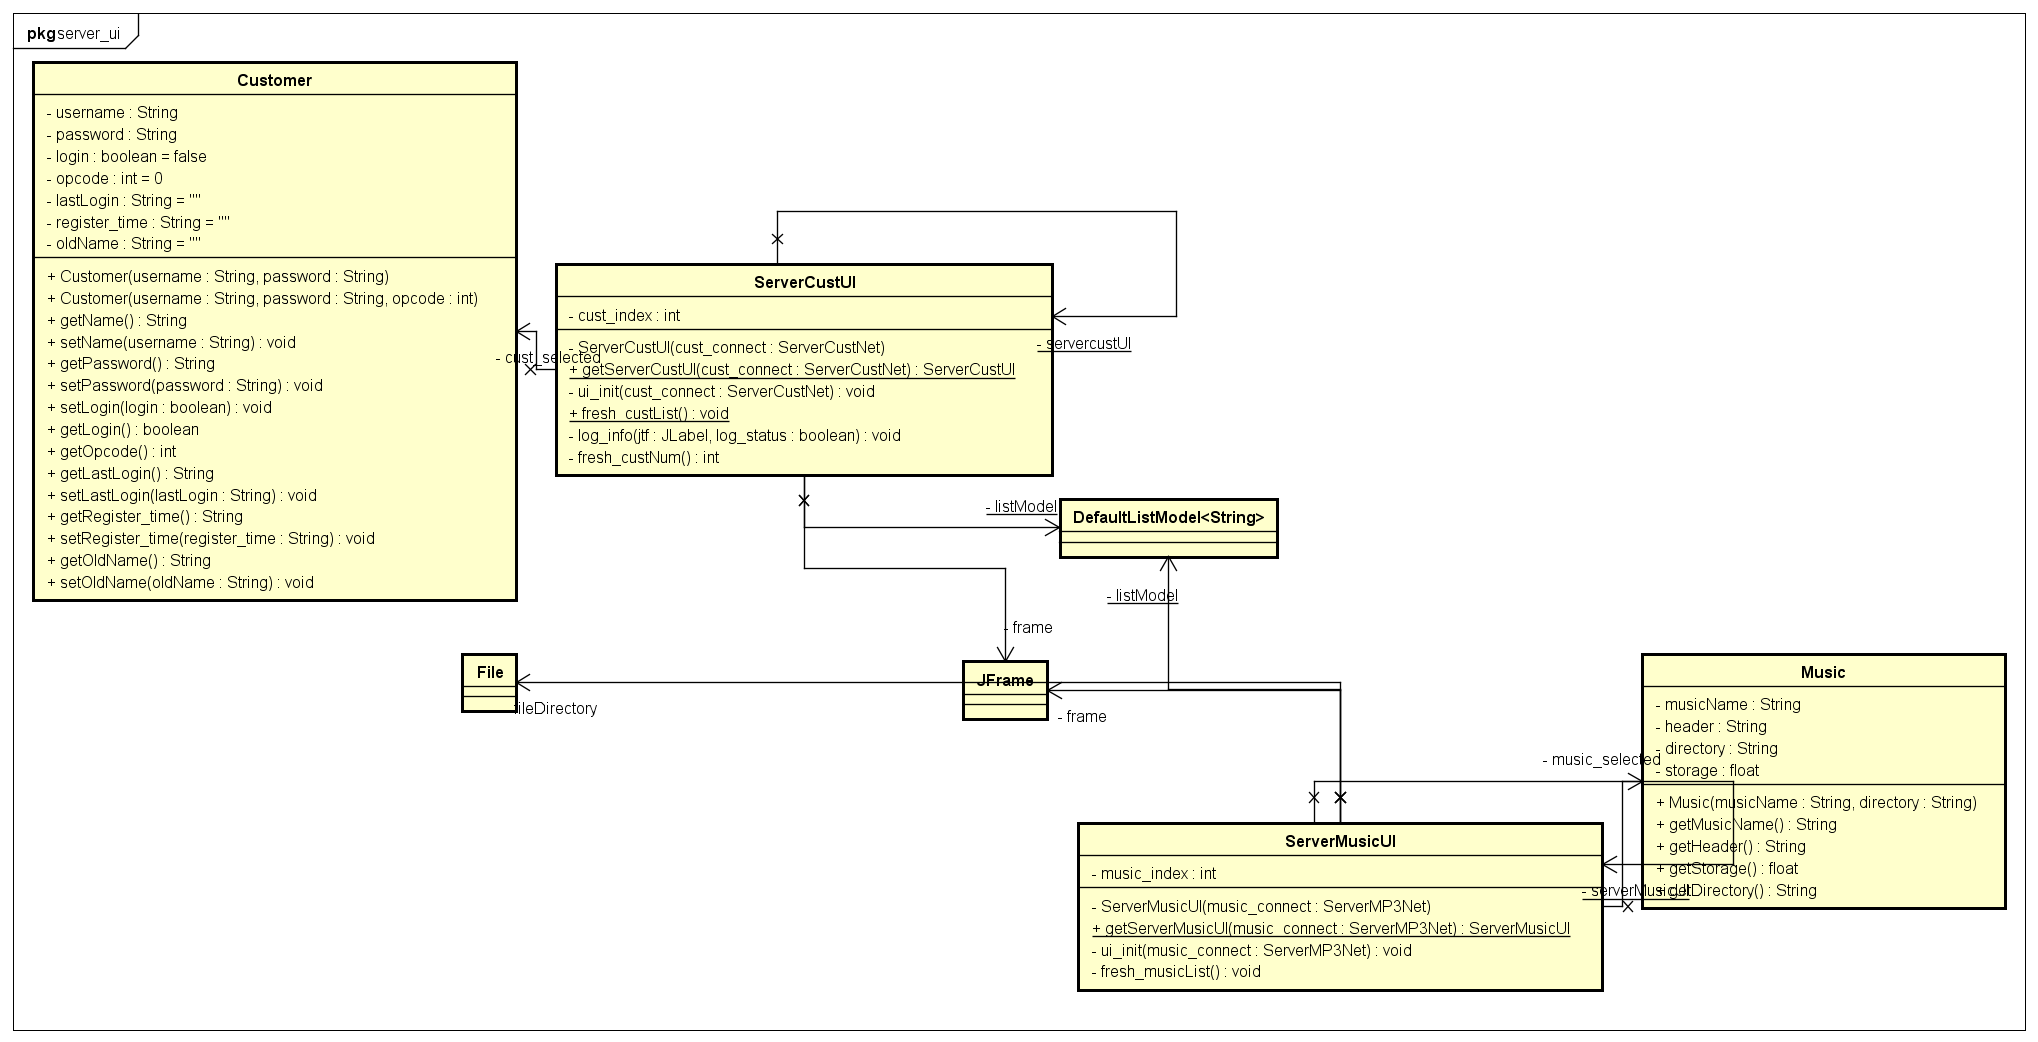 pkg server_ui
Customer
- username : String
- password : String
- login : boolean = false
- opcode : int = 0
- lastLogin : String = ""
- register_time : String = ""
- oldName : String = ""
+ Customer(username : String, password : String)
+ Customer(username : String, password : String, opcode : int)
+ getName() : String
+ setName(username : String) : void
+ getPassword() : String
+ setPassword(password : String) : void
+ setLogin(login : boolean) : void
+ getLogin() : boolean
+ getOpcode() : int
+ getLastLogin() : String
+ setLastLogin(lastLogin : String) : void
+ getRegister_time() : String
+ setRegister_time(register_time : String) : void
+ getOldName() : String
+ setOldName(oldName : String) : void
- cust_selected
ServerCustUI
- cust_index : int
- ServerCustUI(cust_connect : ServerCustNet)
+ getServerCustUI(cust_connect : ServerCustNet) : ServerCustUI
- ui_init(cust_connect : ServerCustNet) : void
+ fresh_custList() : void
- log_info(jtf : JLabel, log_status : boolean) : void
- fresh_custNum() : int
- servercustUI
- listModel
DefaultListModel<String>
- listModel
- frame
File
fileDirectory
JFrame
- frame
Music
- musicName : String
- header : String
- directory : String
- storage : float
+ Music(musicName : String, directory : String)
+ getMusicName() : String
+ getHeader() : String
+ getStorage() : float
+ getDirectory() : String
- music_selected
- serverMusicUI
ServerMusicUI
- music_index : int
- ServerMusicUI(music_connect : ServerMP3Net)
+ getServerMusicUI(music_connect : ServerMP3Net) : ServerMusicUI
- ui_init(music_connect : ServerMP3Net) : void
- fresh_musicList() : void